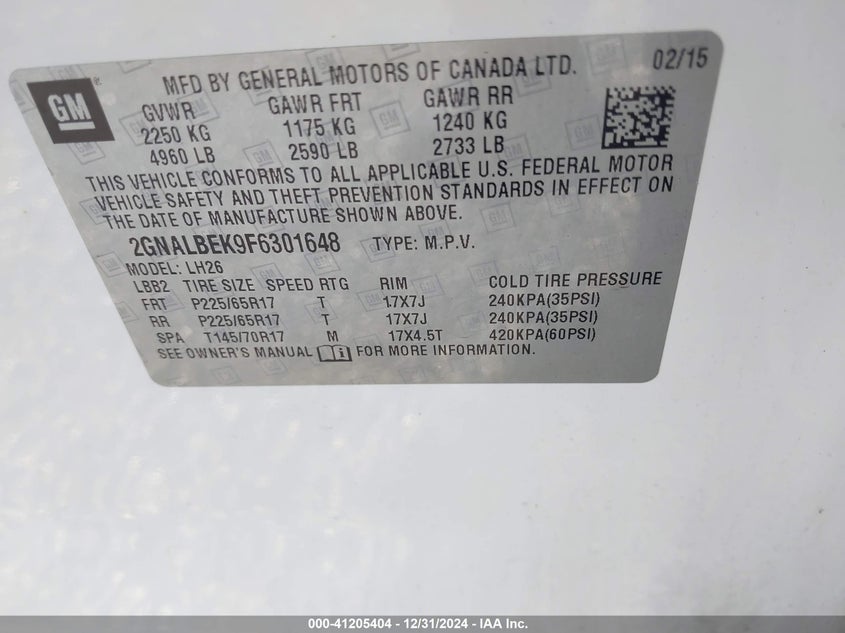 GM ®
MFD BY GENERAL MOTORS OF CANADA LTD. 02/15
GVWR GAWR FRT GAWR RR
2250 KG 1175 KG 1240 KG
4960 LB 2590 LB 2733 LB
THIS VEHICLE CONFORMS TO ALL APPLICABLE U.S. FEDERAL MOTOR
VEHICLE SAFETY AND THEFT PREVENTION STANDARDS IN EFFECT ON
THE DATE OF MANUFACTURE SHOWN ABOVE.
2GNALBEK9F6301648 TYPE: M.P.V.
MODEL: LH26
LBB2 TIRE SIZE SPEED RTG RIM COLD TIRE PRESSURE
FRT P225/65R17 T 17X7J 240KPA(35PSI)
RR P225/65R17 T 17X7J 240KPA(35PSI)
SPA T145/70R17 M 17X4.5T 420KPA(60PSI)
SEE OWNER'S MANUAL FOR MORE INFORMATION.
000-41205404 - 12/31/2024 - IAA Inc.